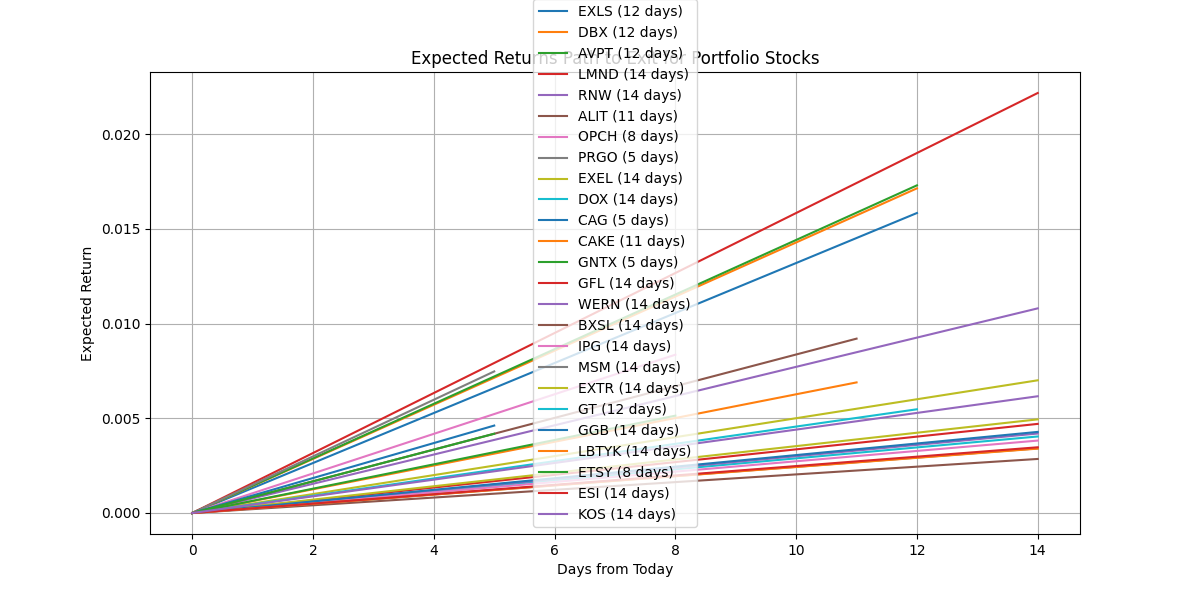 Expected Returns Path to Exit for Portfolio Stocks
EXLS (12 days)
DBX (12 days)
AVPT (12 days)
LMND (14 days)
RNW (14 days)
ALIT (11 days)
OPCH (8 days)
PRGO (5 days)
EXEL (14 days)
DOX (14 days)
CAG (5 days)
CAKE (11 days)
GNTX (5 days)
GFL (14 days)
WERN (14 days)
BXSL (14 days)
IPG (14 days)
MSM (14 days)
EXTR (14 days)
GT (12 days)
GGB (14 days)
LBTYK (14 days)
ETSY (8 days)
ESI (14 days)
KOS (14 days)
Expected Return
0.020
0.015
0.010
0.005
0.000
0 2 4 6 8 10 12 14
Days from Today